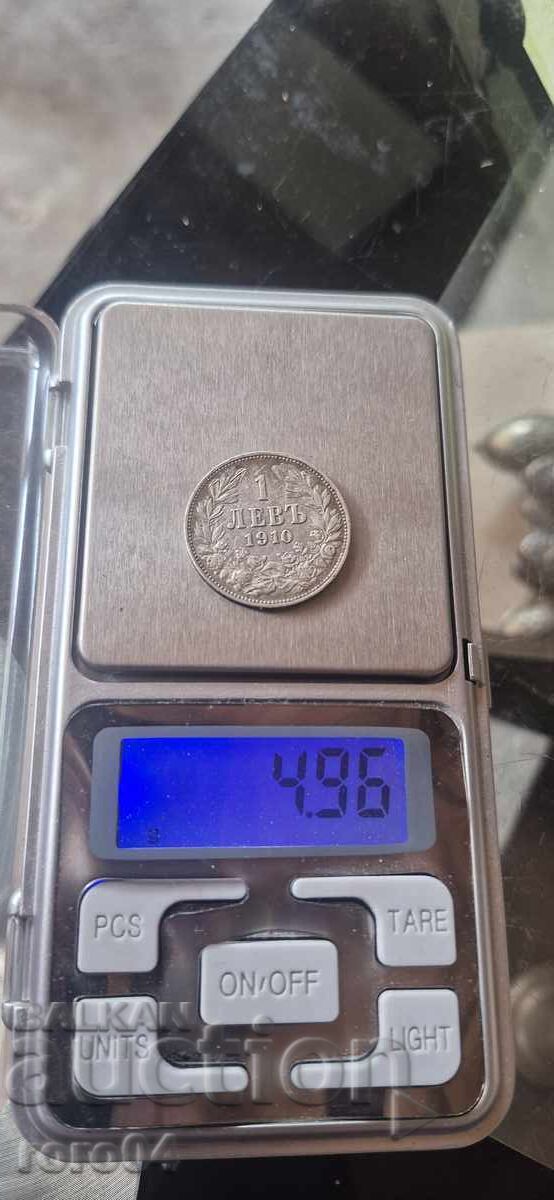 1
ЛЕВЪ
1910
4.96
g
PCS
TARE
ON/OFF
UNITS
LIGHT
BALKAN
auction
roro04